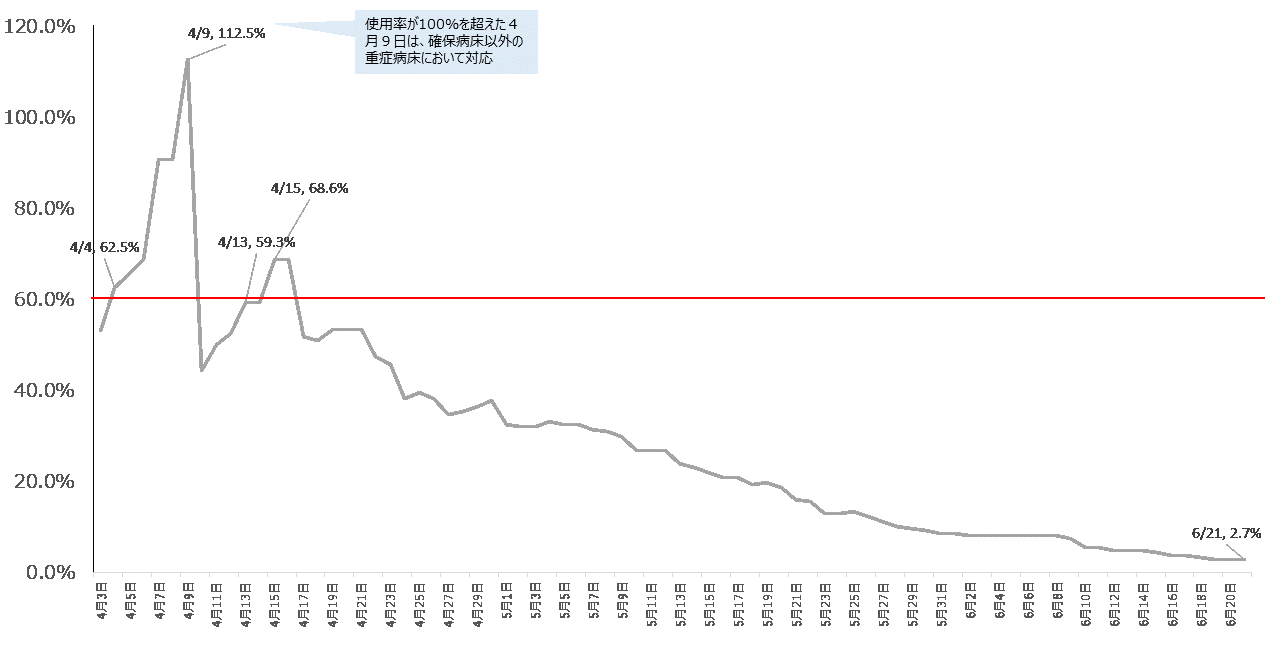 使用率が100%を超えた４
月９日は、確保病床以外の
重症病床において対応
120.0%
100.0%
80.0%
60.0%
40.0%
20.0%
0.0%
4/9, 112.5%
4/15, 68.6%
4/4, 62.5%
4/13, 59.3%
6/21, 2.7%
4月3日
4月5日
4月7日
4月9日
4月11日
4月13日
4月15日
4月17日
4月19日
4月21日
4月23日
4月25日
4月27日
4月29日
5月1日
5月3日
5月5日
5月7日
5月9日
5月11日
5月13日
5月15日
5月17日
5月19日
5月21日
5月23日
5月25日
5月27日
5月29日
5月31日
6月2日
6月4日
6月6日
6月8日
6月10日
6月12日
6月14日
6月16日
6月18日
6月20日